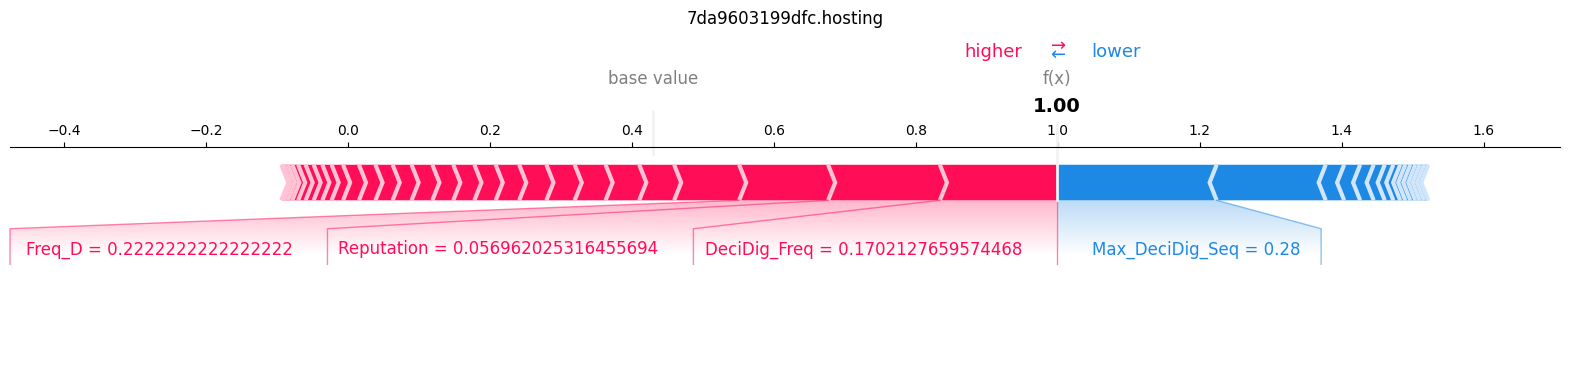 7da9603199dfc.hosting
higher ⇄ lower
base value f(x)
1.00
−0.4 −0.2 0.0 0.2 0.4 0.6 0.8 1.0 1.2 1.4 1.6
Freq_D = 0.2222222222222222 Reputation = 0.056962025316455694 DeciDig_Freq = 0.1702127659574468 Max_DeciDig_Seq = 0.28